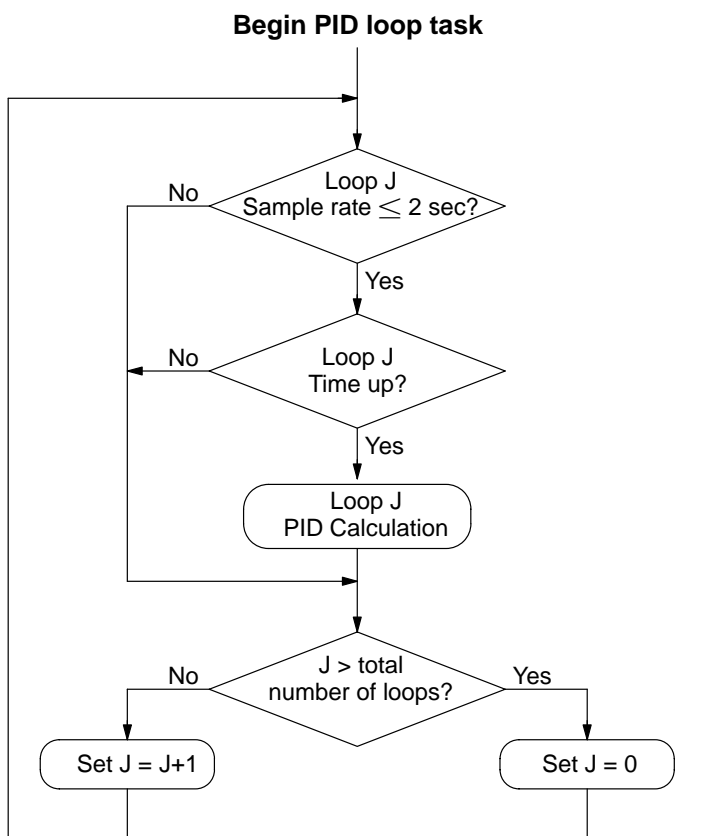 Begin PID loop task
Loop J
Sample rate ≤ 2 sec?
No
Yes
Loop J
Time up?
No
Yes
Loop J
PID Calculation
J > total
number of loops?
No
Yes
Set J = J+1
Set J = 0